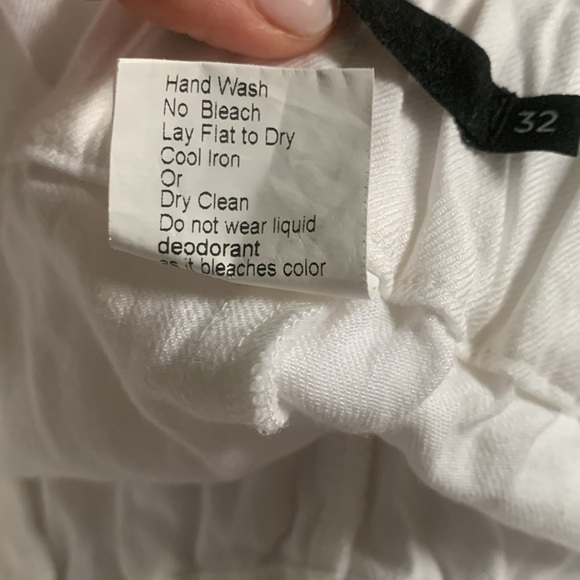 Hand Wash
No Bleach
Lay Flat to Dry
Cool Iron
Or
Dry Clean
Do not wear liquid
deodorant
as it bleaches color
32